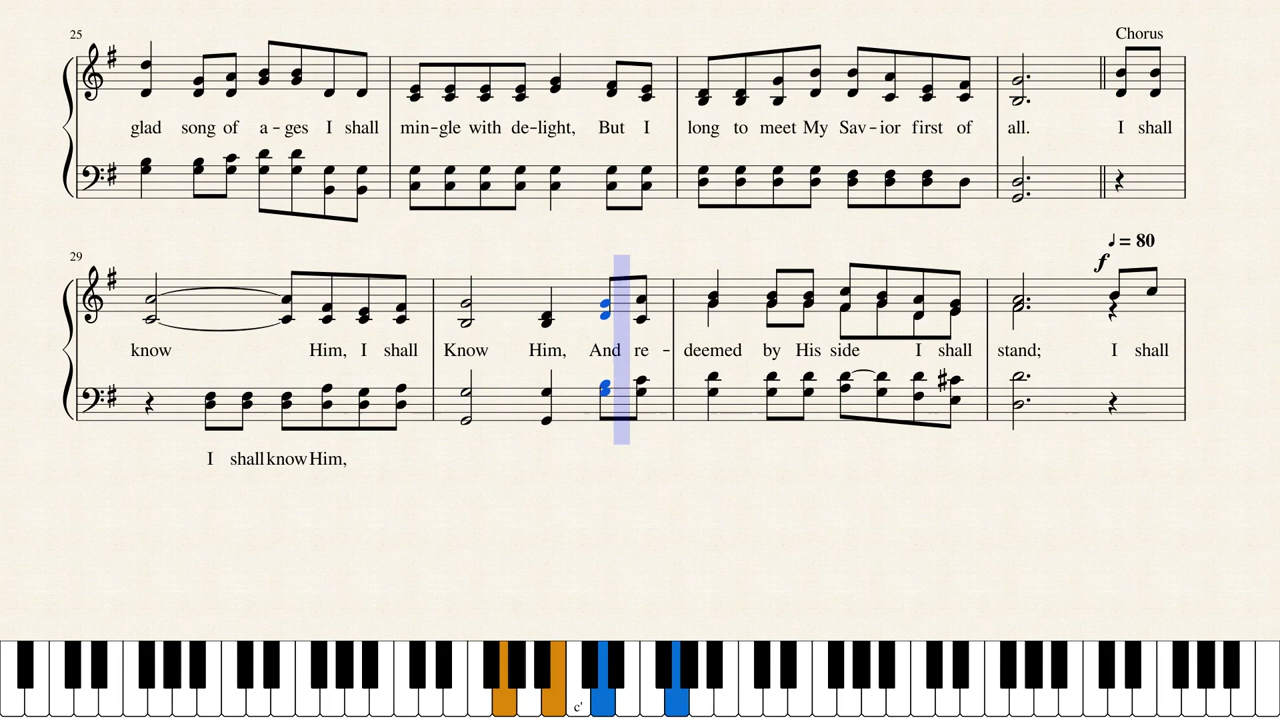 25
Chorus
glad song of a - ges I shall min-gle with de-light, But I long to meet My Sav-ior first of all. I shall
29
♩ = 80
f
know Him, I shall Know Him, And re - deemed by His side I shall stand; I shall
I shall know Him,
c'